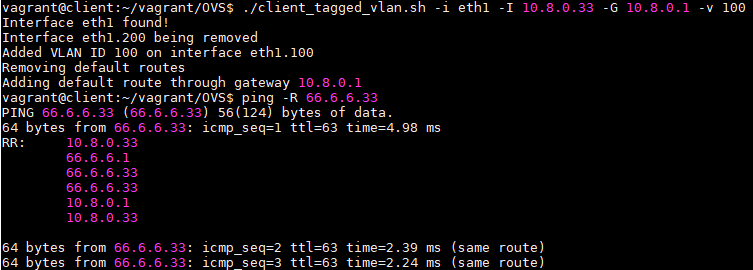 vagrant@client:~/vagrant/OVS$ ./client_tagged_vlan.sh -i eth1 -I 10.8.0.33 -G 10.8.0.1 -v 100
Interface eth1 found!
Interface eth1.200 being removed
Added VLAN ID 100 on interface eth1.100
Removing default routes
Adding default route through gateway 10.8.0.1
vagrant@client:~/vagrant/OVS$ ping -R 66.6.6.33
PING 66.6.6.33 (66.6.6.33) 56(124) bytes of data.
64 bytes from 66.6.6.33: icmp_seq=1 ttl=63 time=4.98 ms
RR:     10.8.0.33
        66.6.6.1
        66.6.6.33
        66.6.6.33
        10.8.0.1
        10.8.0.33

64 bytes from 66.6.6.33: icmp_seq=2 ttl=63 time=2.39 ms (same route)
64 bytes from 66.6.6.33: icmp_seq=3 ttl=63 time=2.24 ms (same route)